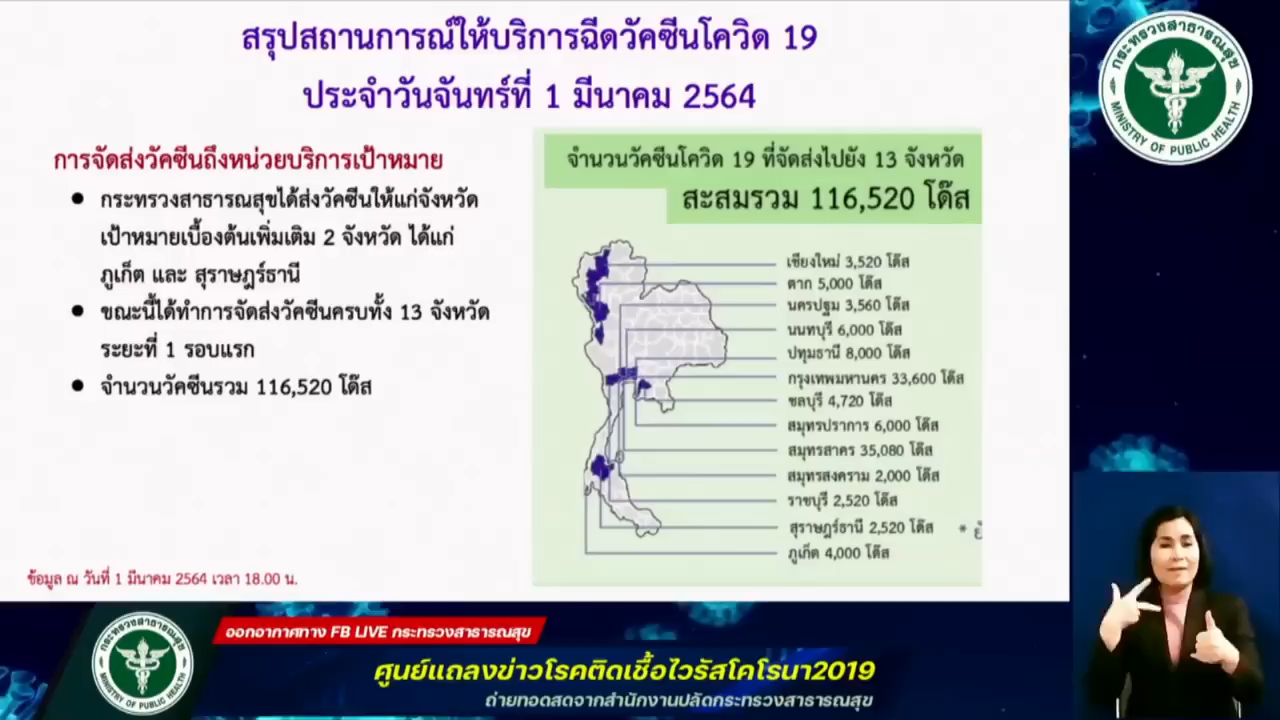 สรุปสถานการณ์ให้บริการฉีดวัคซีนโควิด 19
ประจำวันจันทร์ที่ 1 มีนาคม 2564
การจัดส่งวัคซีนถึงหน่วยบริการเป้าหมาย
● กระทรวงสาธารณสุขได้ส่งวัคซีนให้แก่จังหวัด
เป้าหมายเบื้องต้นเพิ่มเติม 2 จังหวัด ได้แก่
ภูเก็ต และ สุราษฎร์ธานี
● ขณะนี้ได้ทำการจัดส่งวัคซีนครบทั้ง 13 จังหวัด
ระยะที่ 1 รอบแรก
● จำนวนวัคซีนรวม 116,520 โด๊ส
ข้อมูล ณ วันที่ 1 มีนาคม 2564 เวลา 18.00 น.
จำนวนวัคซีนโควิด 19 ที่จัดส่งไปยัง 13 จังหวัด
สะสมรวม 116,520 โด๊ส
เชียงใหม่ 3,520 โด๊ส
ตาก 5,000 โด๊ส
นครปฐม 3,560 โด๊ส
นนทบุรี 6,000 โด๊ส
ปทุมธานี 8,000 โด๊ส
กรุงเทพมหานคร 33,600 โด๊ส
ชลบุรี 4,720 โด๊ส
สมุทรปราการ 6,000 โด๊ส
สมุทรสาคร 35,080 โด๊ส
สมุทรสงคราม 2,000 โด๊ส
ราชบุรี 2,520 โด๊ส
สุราษฎร์ธานี 2,520 โด๊ส *
ภูเก็ต 4,000 โด๊ส
กระทรวงสาธารณสุข
MINISTRY OF PUBLIC HEALTH
กระทรวงสาธารณสุข
MINISTRY OF PUBLIC HEALTH
ออกอากาศทาง FB LIVE กระทรวงสาธารณสุข
ศูนย์แถลงข่าวโรคติดเชื้อไวรัสโคโรนา2019
ถ่ายทอดสดจากสำนักงานปลัดกระทรวงสาธารณสุข